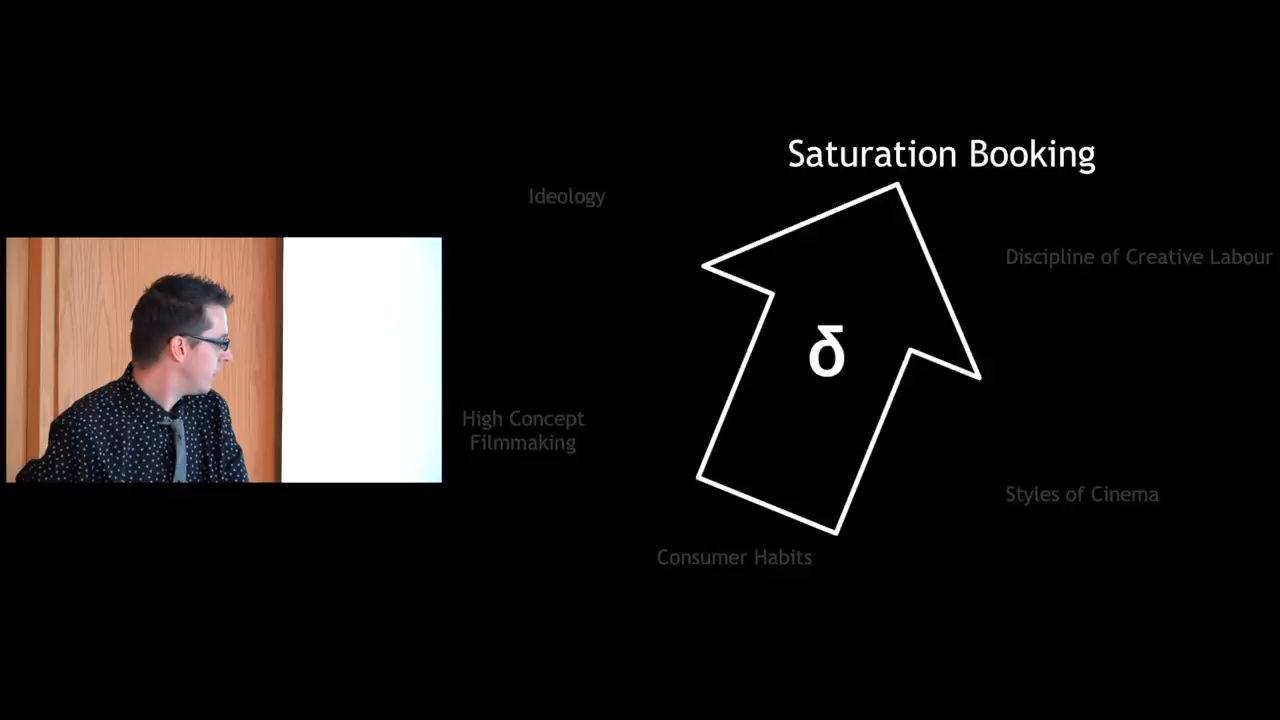 Saturation Booking
Ideology
Discipline of Creative Labour
δ
High Concept
Filmmaking
Styles of Cinema
Consumer Habits